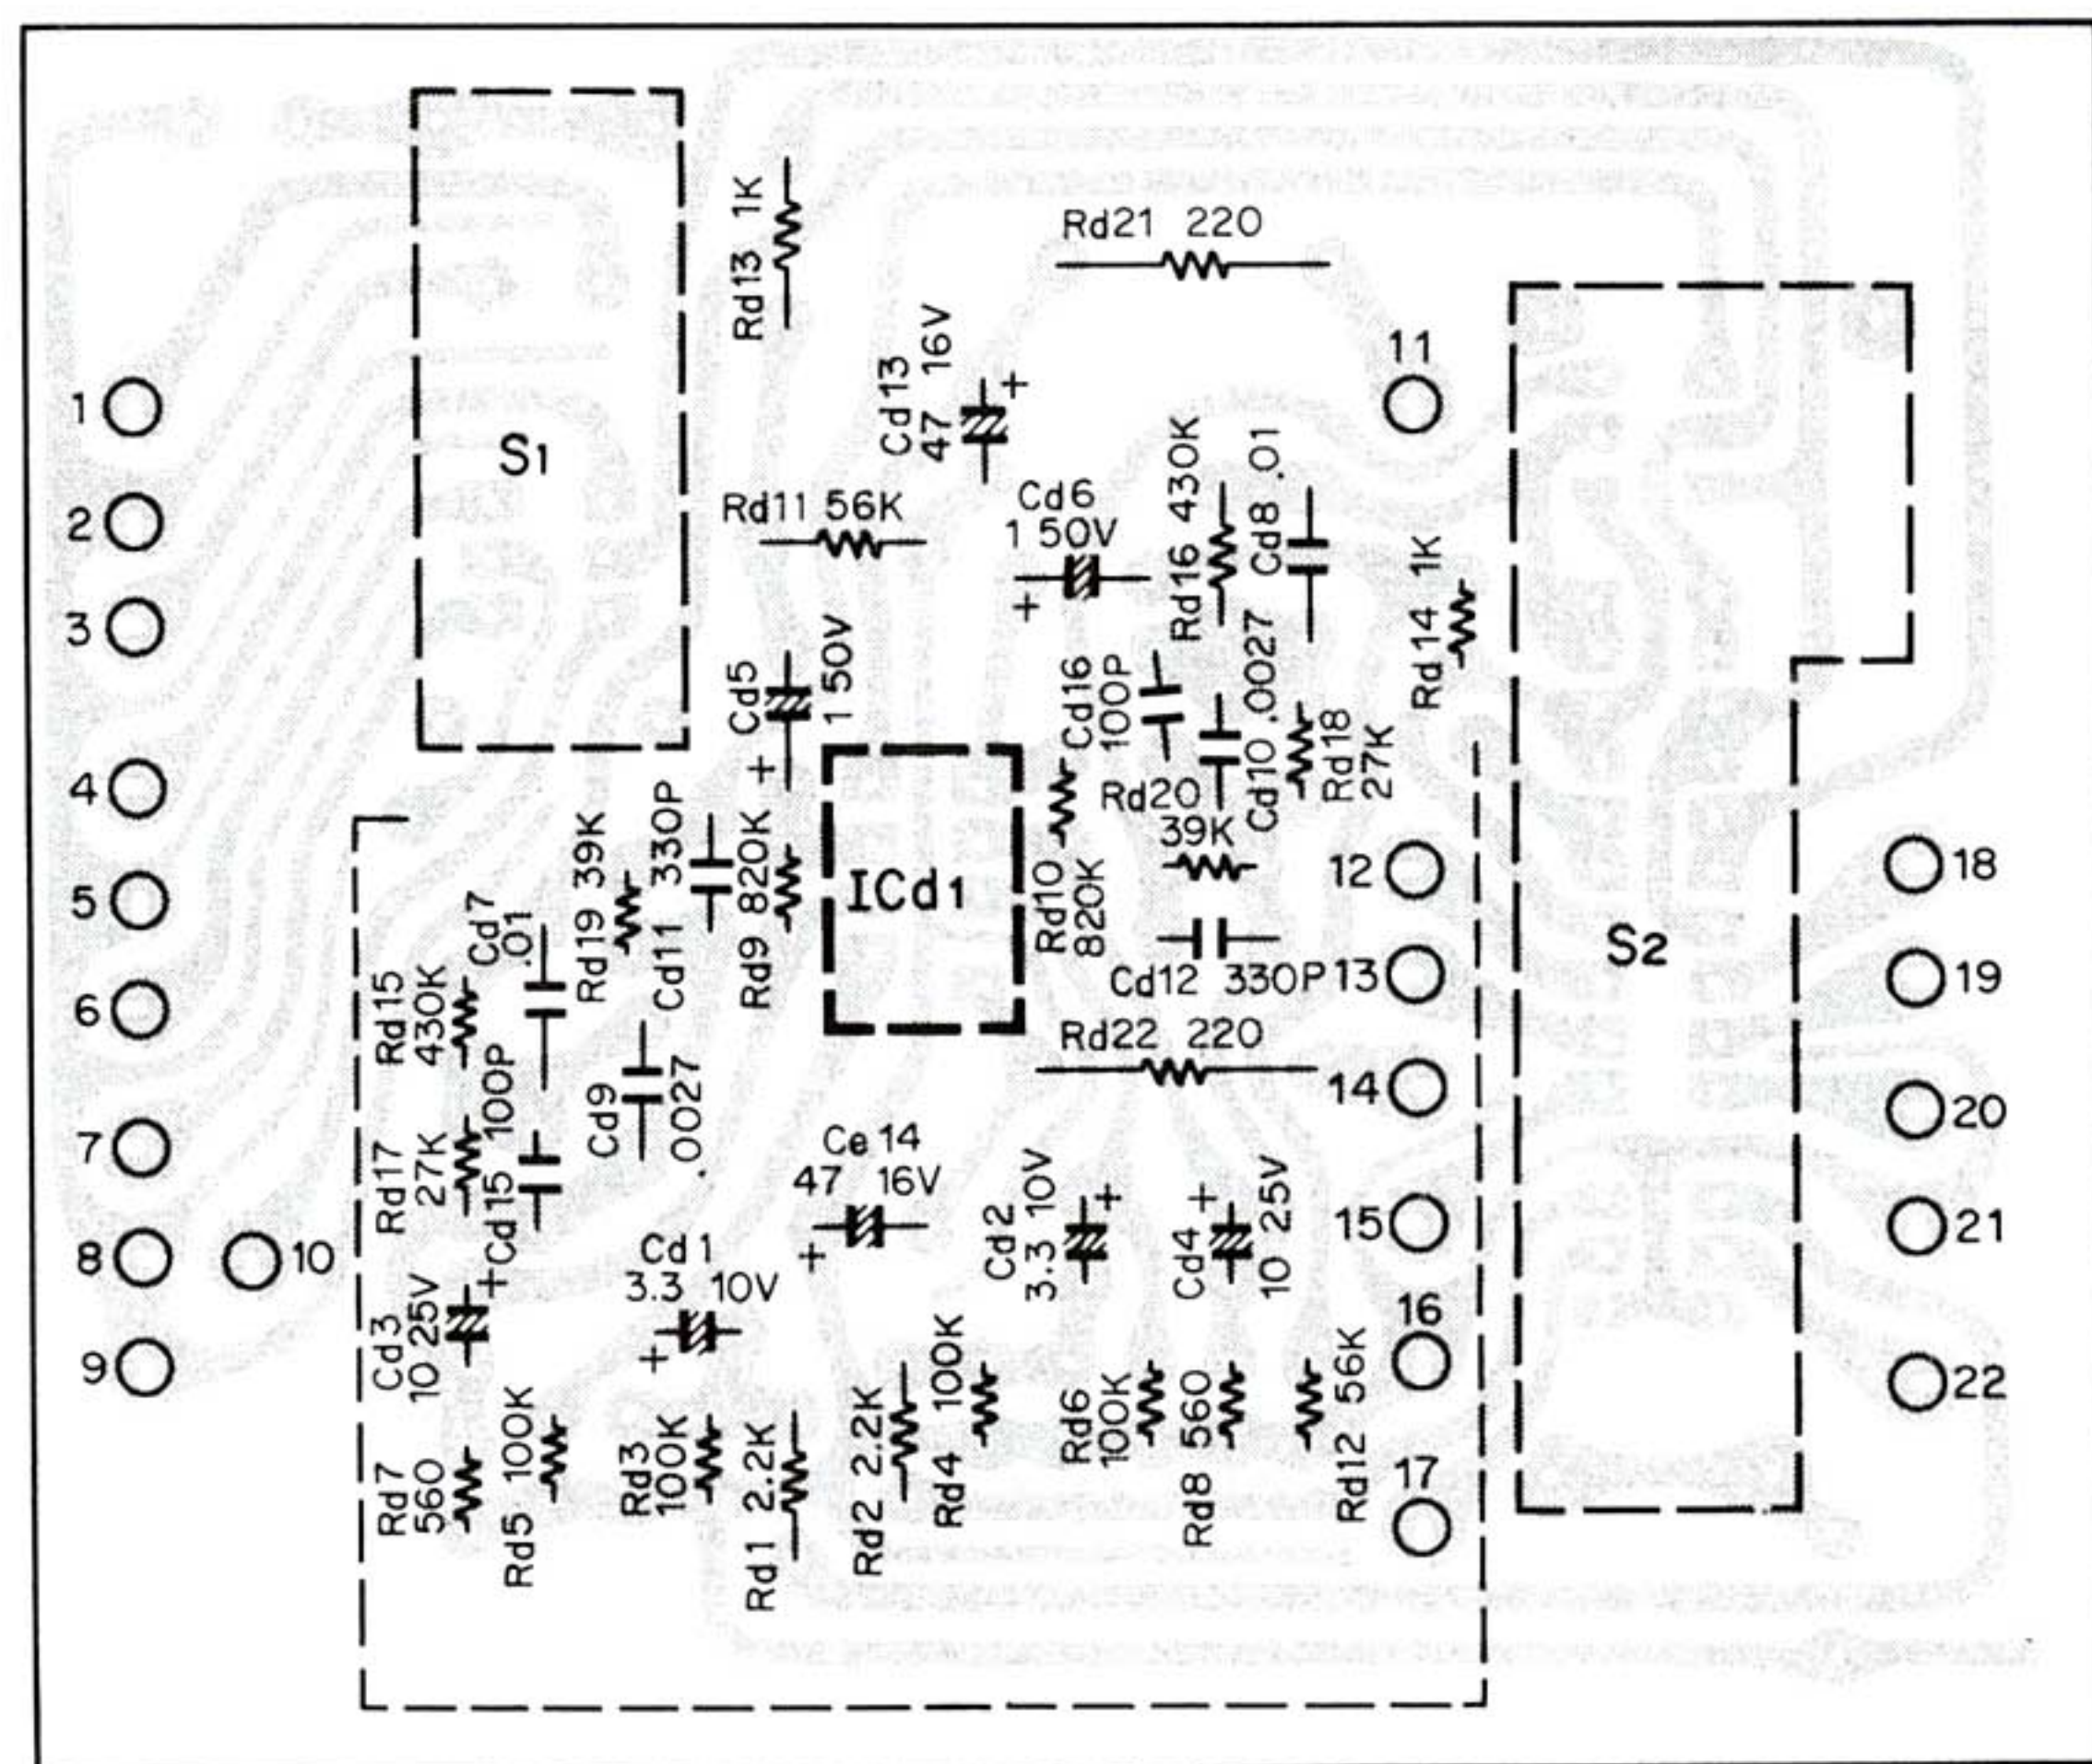 Rd13 1K
Rd21 220
Cd13
47 16V
11
1
S1
2
Rd11 56K
Cd6
1 50V
Rd16 430K
Cd8 .01
3
Rd14 1K
Cd5
1 50V
Cd16
100P
Cd10 .0027
Rd18
27K
4
Rd20
39K
Rd19 39K
Cd11 330P
Rd9 820K
ICd1
Rd10
820K
12
18
5
Cd7
.01
S2
Cd12 330P
13
19
6
Rd15
430K
Rd22 220
14
20
Cd9
.0027
7
Rd17
27K
Cd15 100P
Ce14
47 16V
Cd2
3.3 10V
Cd4
10 25V
15
21
8
10
Cd1
3.3 10V
Cd3
10 25V
16
9
22
Rd7
560
Rd5 100K
Rd3
100K
Rd1 2.2K
Rd2 2.2K
Rd4 100K
Rd6
100K
Rd8 560
Rd12 56K
17